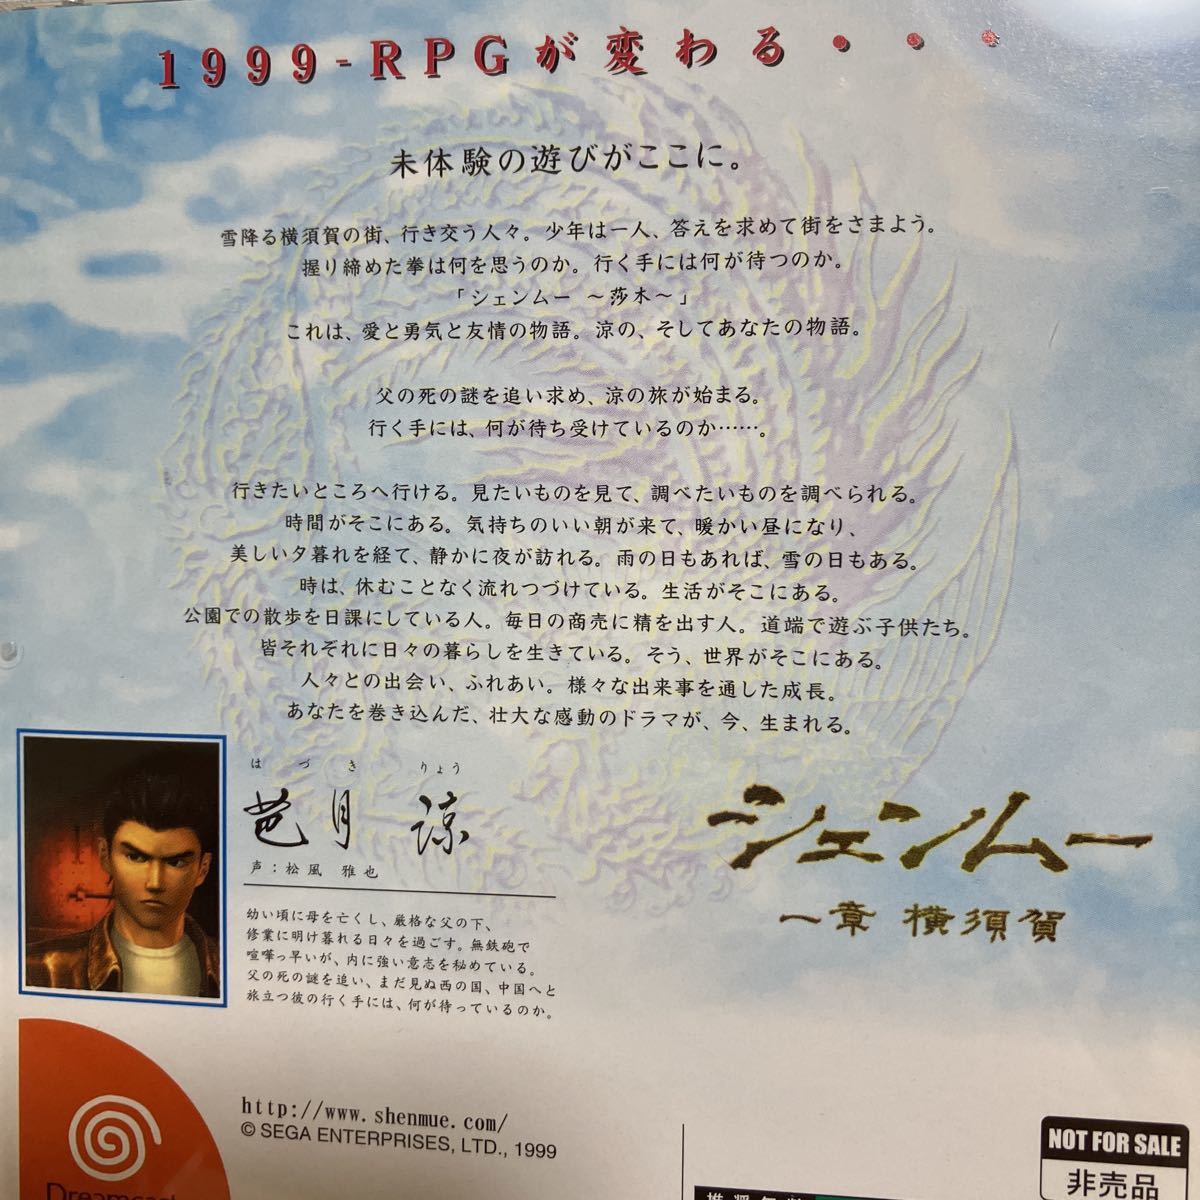 1999-RPGが変わる・・・
未体験の遊びがここに。
雪降る横須賀の街、行き交う人々。少年は一人、答えを求めて街をさまよう。
握り締めた拳は何を思うのか。行く手には何が待つのか。
「シェンムー ～莎木～」
これは、愛と勇気と友情の物語。涼の、そしてあなたの物語。
父の死の謎を追い求め、涼の旅が始まる。
行く手には、何が待ち受けているのか……。
行きたいところへ行ける。見たいものを見て、調べたいものを調べられる。
時間がそこにある。気持ちのいい朝が来て、暖かい昼になり、
美しい夕暮れを経て、静かに夜が訪れる。雨の日もあれば、雪の日もある。
時は、休むことなく流れつづけている。生活がそこにある。
公園での散歩を日課にしている人。毎日の商売に精を出す人。道端で遊ぶ子供たち。
皆それぞれに日々の暮らしを生きている。そう、世界がそこにある。
人々との出会い、ふれあい。様々な出来事を通した成長。
あなたを巻き込んだ、壮大な感動のドラマが、今、生まれる。
はづき りょう
芭月 涼
声：松風 雅也
幼い頃に母を亡くし、厳格な父の下、
修業に明け暮れる日々を過ごす。無鉄砲で
喧嘩っ早いが、内に強い意志を秘めている。
父の死の謎を追い、まだ見ぬ西の国、中国へと
旅立つ彼の行く手には、何が待っているのか。
シェンムー
一章 横須賀
http://www.shenmue.com/
© SEGA ENTERPRISES, LTD., 1999
Dreamcast
NOT FOR SALE
非売品